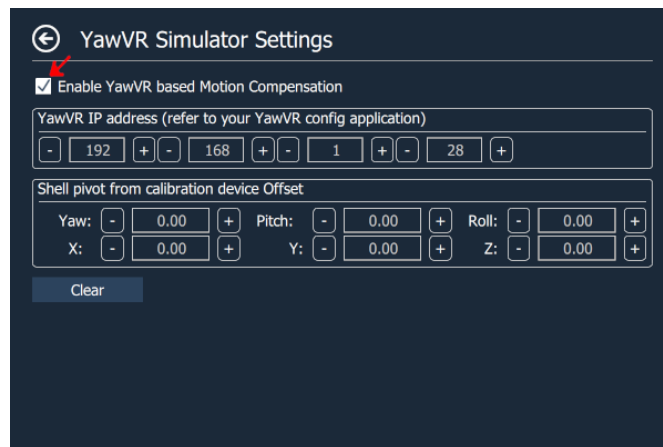 YawVR Simulator Settings
Enable YawVR based Motion Compensation
YawVR IP address (refer to your YawVR config application)
- 192 + - 168 + - 1 + - 28 +
Shell pivot from calibration device Offset
Yaw: - 0.00 + Pitch: - 0.00 + Roll: - 0.00 +
X: - 0.00 + Y: - 0.00 + Z: - 0.00 +
Clear